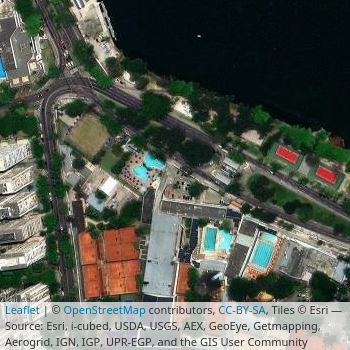 Leaflet | © OpenStreetMap contributors, CC-BY-SA, Tiles © Esri —
Source: Esri, i-cubed, USDA, USGS, AEX, GeoEye, Getmapping,
Aerogrid, IGN, IGP, UPR-EGP, and the GIS User Community